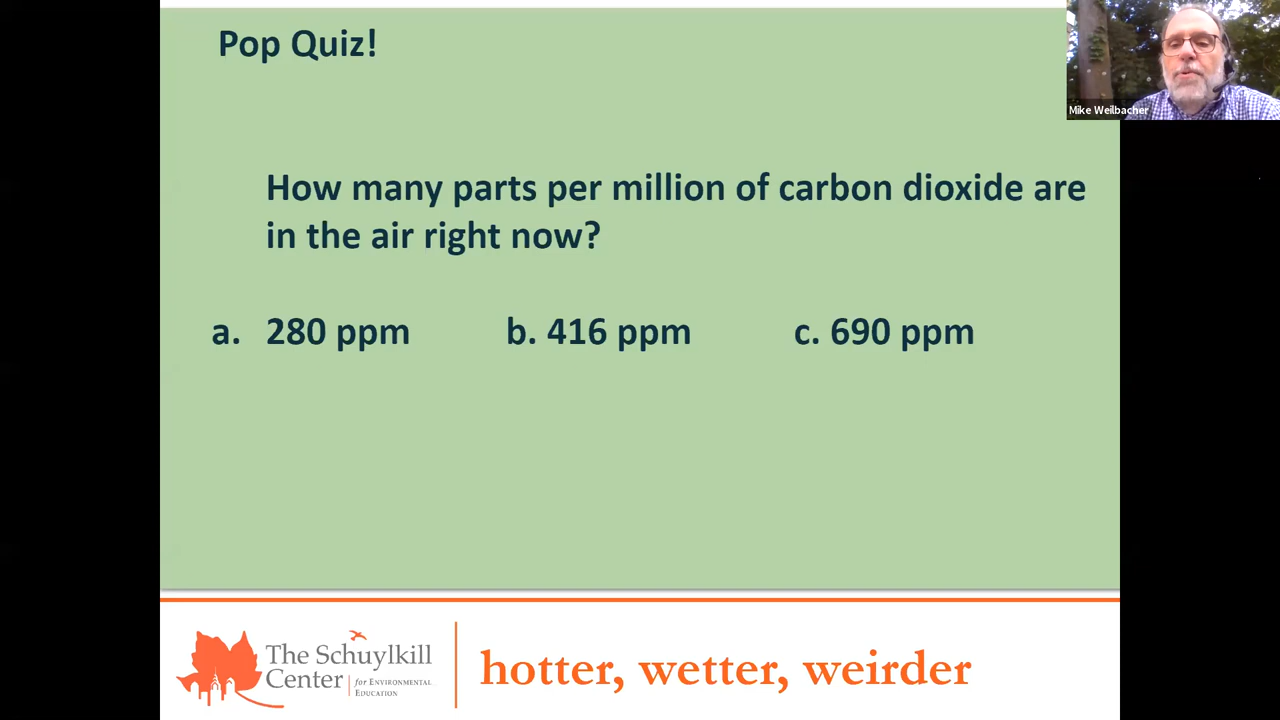 Pop Quiz!
Mike Weilbacher
How many parts per million of carbon dioxide are
in the air right now?
a. 280 ppm b. 416 ppm c. 690 ppm
The Schuylkill
Center
for ENVIRONMENTAL
EDUCATION
hotter, wetter, weirder